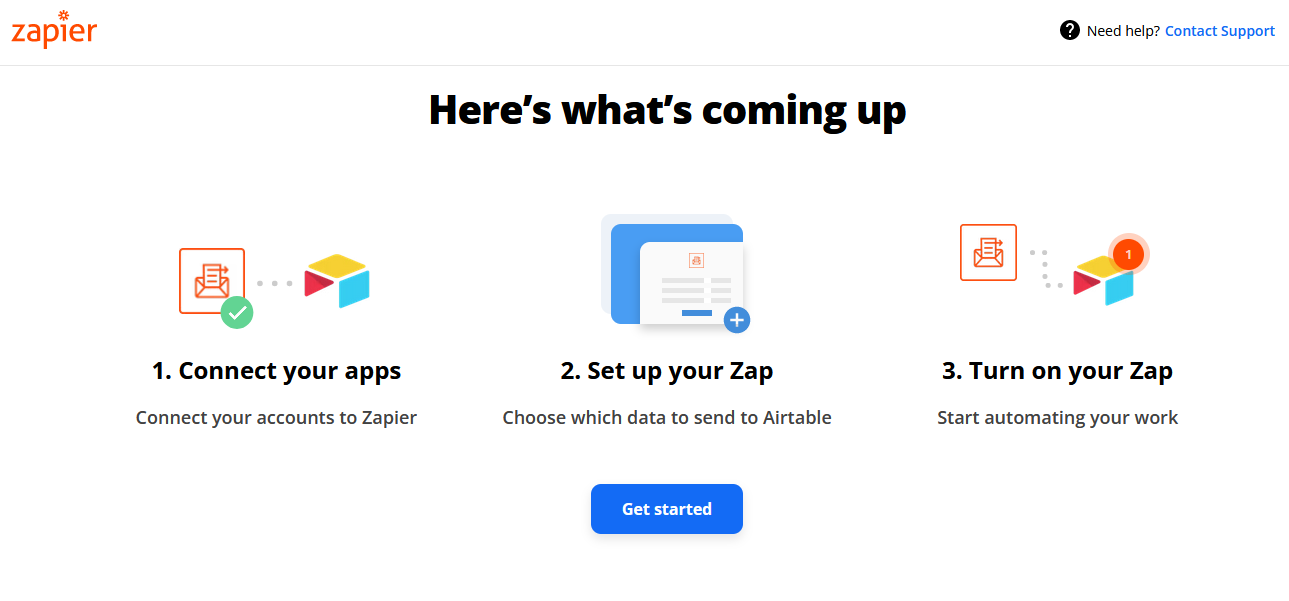 zapier
Need help? Contact Support
Here's what's coming up
1
1. Connect your apps
2. Set up your Zap
3. Turn on your Zap
Connect your accounts to Zapier
Choose which data to send to Airtable
Start automating your work
Get started